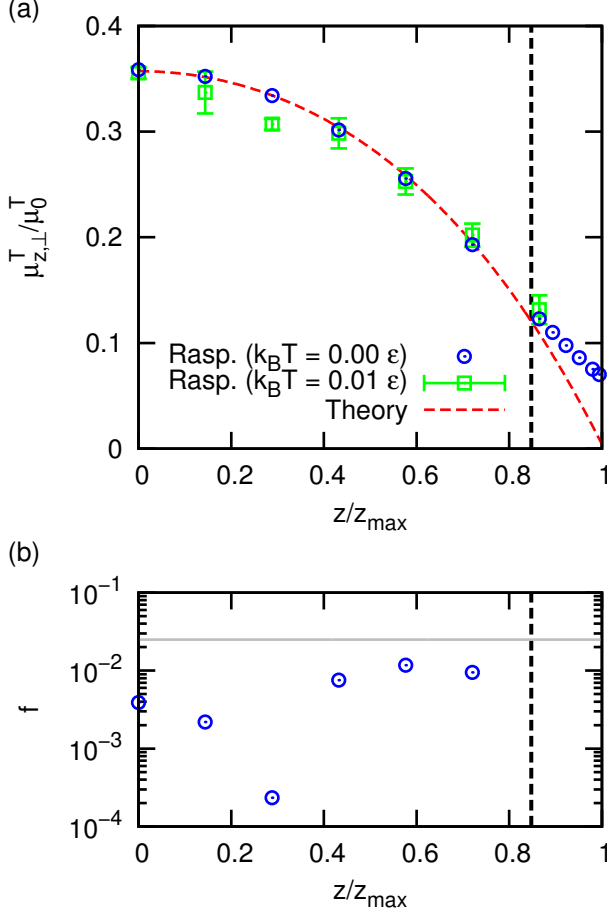 (a)
0.4
0.3
0.2
0.1
0
μ^T_{z,⊥}/μ^T_0
Rasp. (k_BT = 0.00 ε)
Rasp. (k_BT = 0.01 ε)
Theory
0 0.2 0.4 0.6 0.8 1
z/z_max
(b)
10^−1
10^−2
10^−3
10^−4
f
0 0.2 0.4 0.6 0.8 1
z/z_max